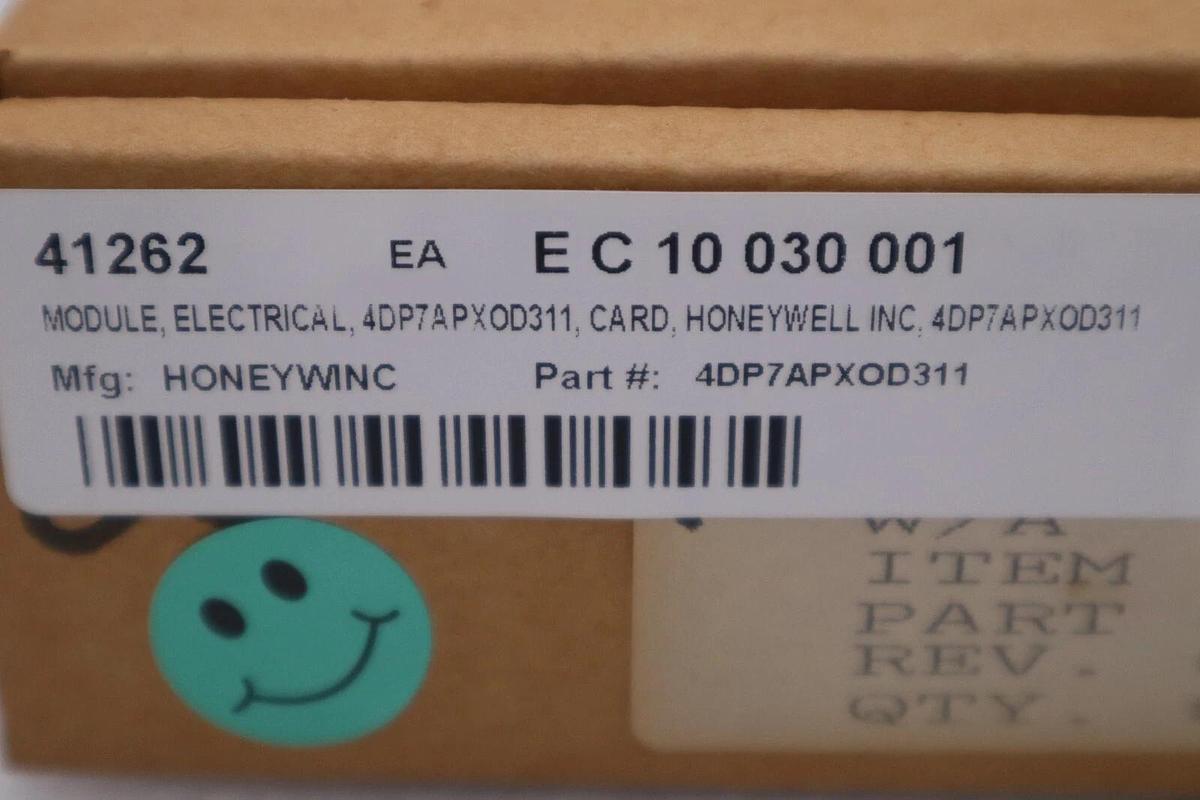 41262 EA E C 10 030 001
MODULE, ELECTRICAL, 4DP7APXOD311, CARD, HONEYWELL INC, 4DP7APXOD311
Mfg: HONEYWINC Part #: 4DP7APXOD311
W/A
ITEM
PART
REV.
QTY.